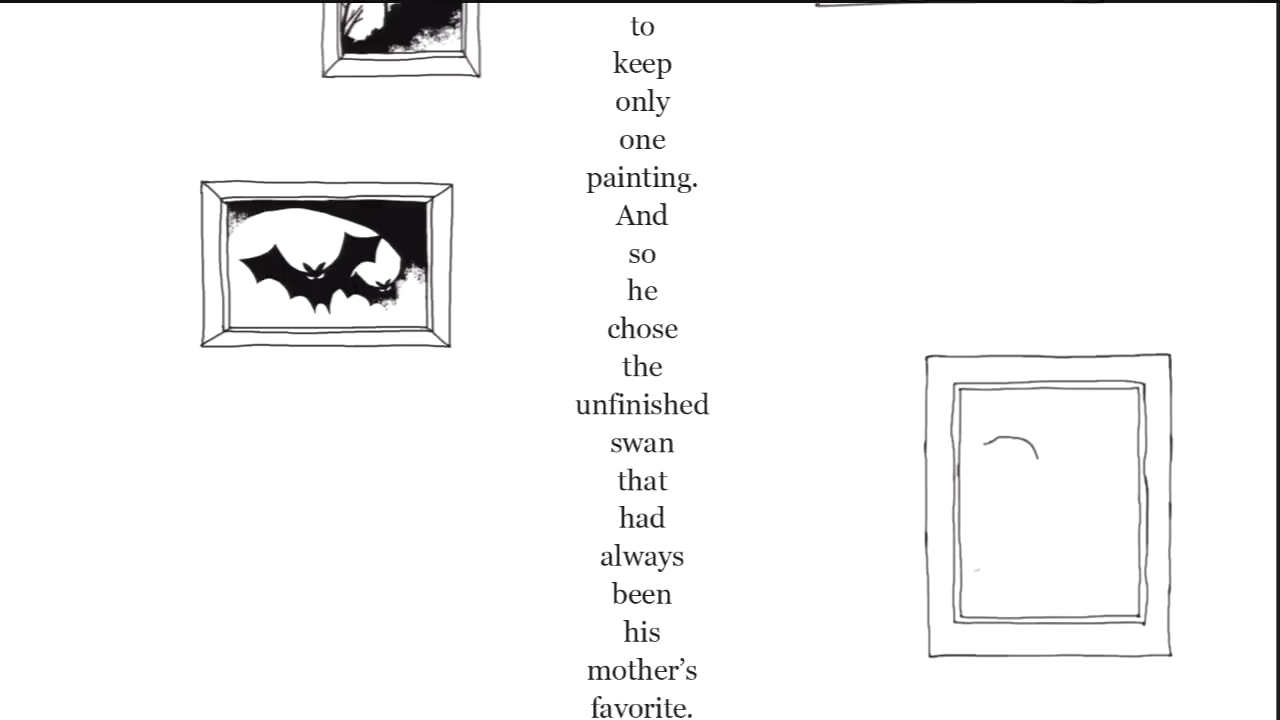 to
keep
only
one
painting.
And
so
he
chose
the
unfinished
swan
that
had
always
been
his
mother’s
favorite.